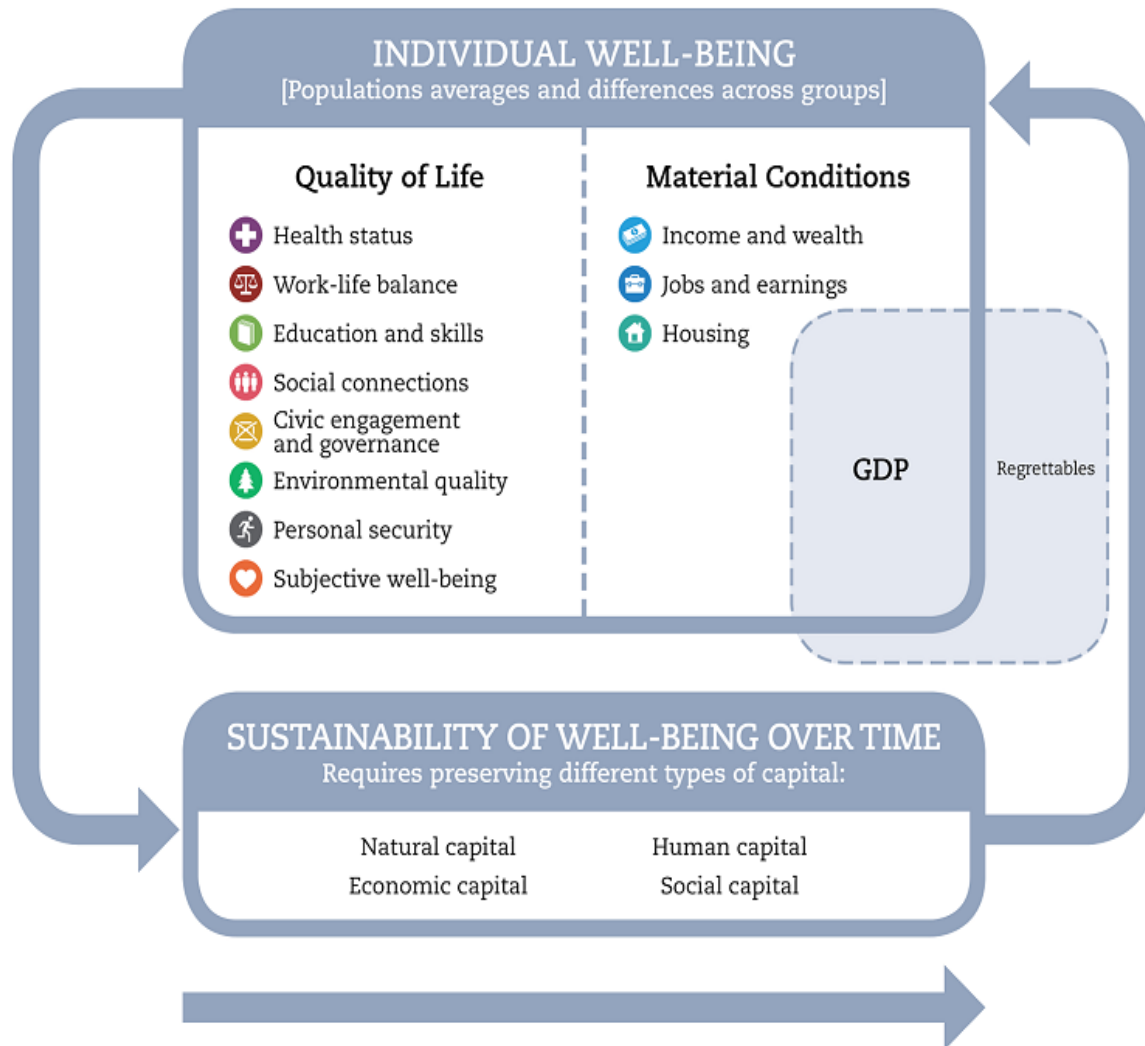 INDIVIDUAL WELL-BEING
[Populations averages and differences across groups]
Quality of Life
Health status
Work-life balance
Education and skills
Social connections
Civic engagement
and governance
Environmental quality
Personal security
Subjective well-being
Material Conditions
Income and wealth
Jobs and earnings
Housing
GDP
Regrettables
SUSTAINABILITY OF WELL-BEING OVER TIME
Requires preserving different types of capital:
Natural capital
Human capital
Economic capital
Social capital